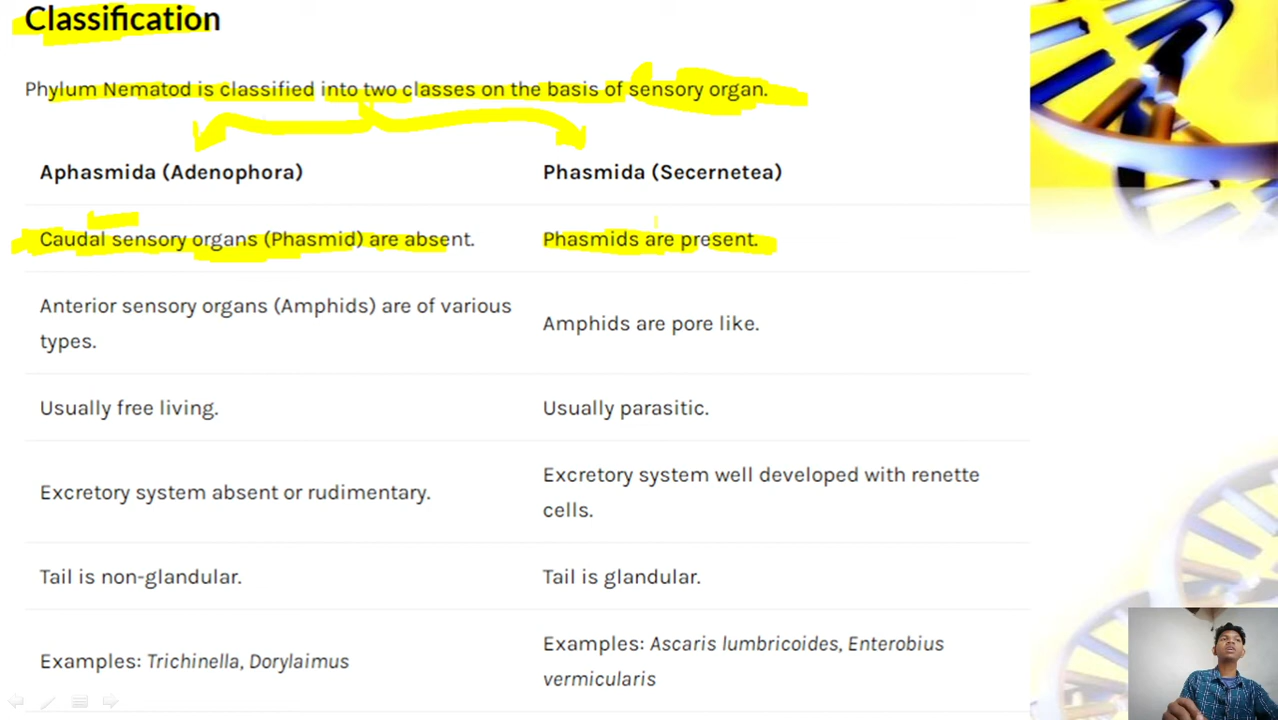 Classification
Phylum Nematod is classified into two classes on the basis of sensory organ.
Aphasmida (Adenophora)
Phasmida (Secernetea)
Caudal sensory organs (Phasmid) are absent.
Phasmids are present.
Anterior sensory organs (Amphids) are of various
types.
Amphids are pore like.
Usually free living.
Usually parasitic.
Excretory system absent or rudimentary.
Excretory system well developed with renette
cells.
Tail is non-glandular.
Tail is glandular.
Examples: Trichinella, Dorylaimus
Examples: Ascaris lumbricoides, Enterobius
vermicularis